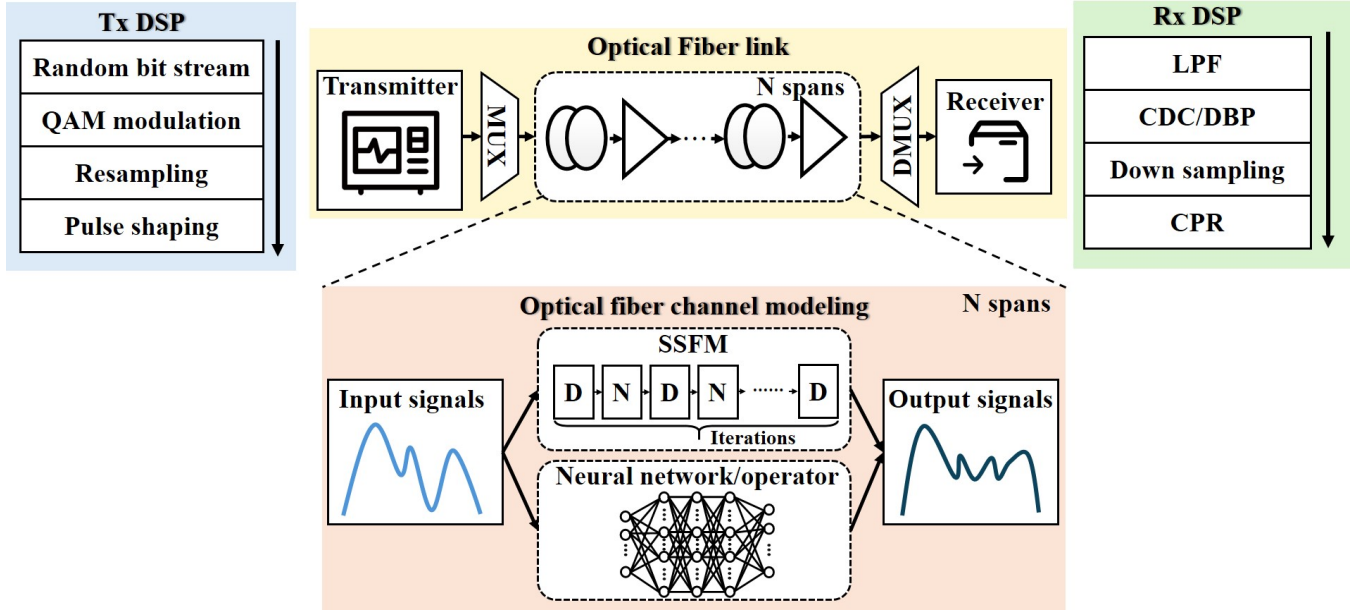 Tx DSP
Random bit stream
QAM modulation
Resampling
Pulse shaping
Optical Fiber link
Transmitter
MUX
N spans
......
DMUX
Receiver
Rx DSP
LPF
CDC/DBP
Down sampling
CPR
Optical fiber channel modeling
N spans
Input signals
SSFM
D N D N ...... D
Iterations
Neural network/operator
Output signals